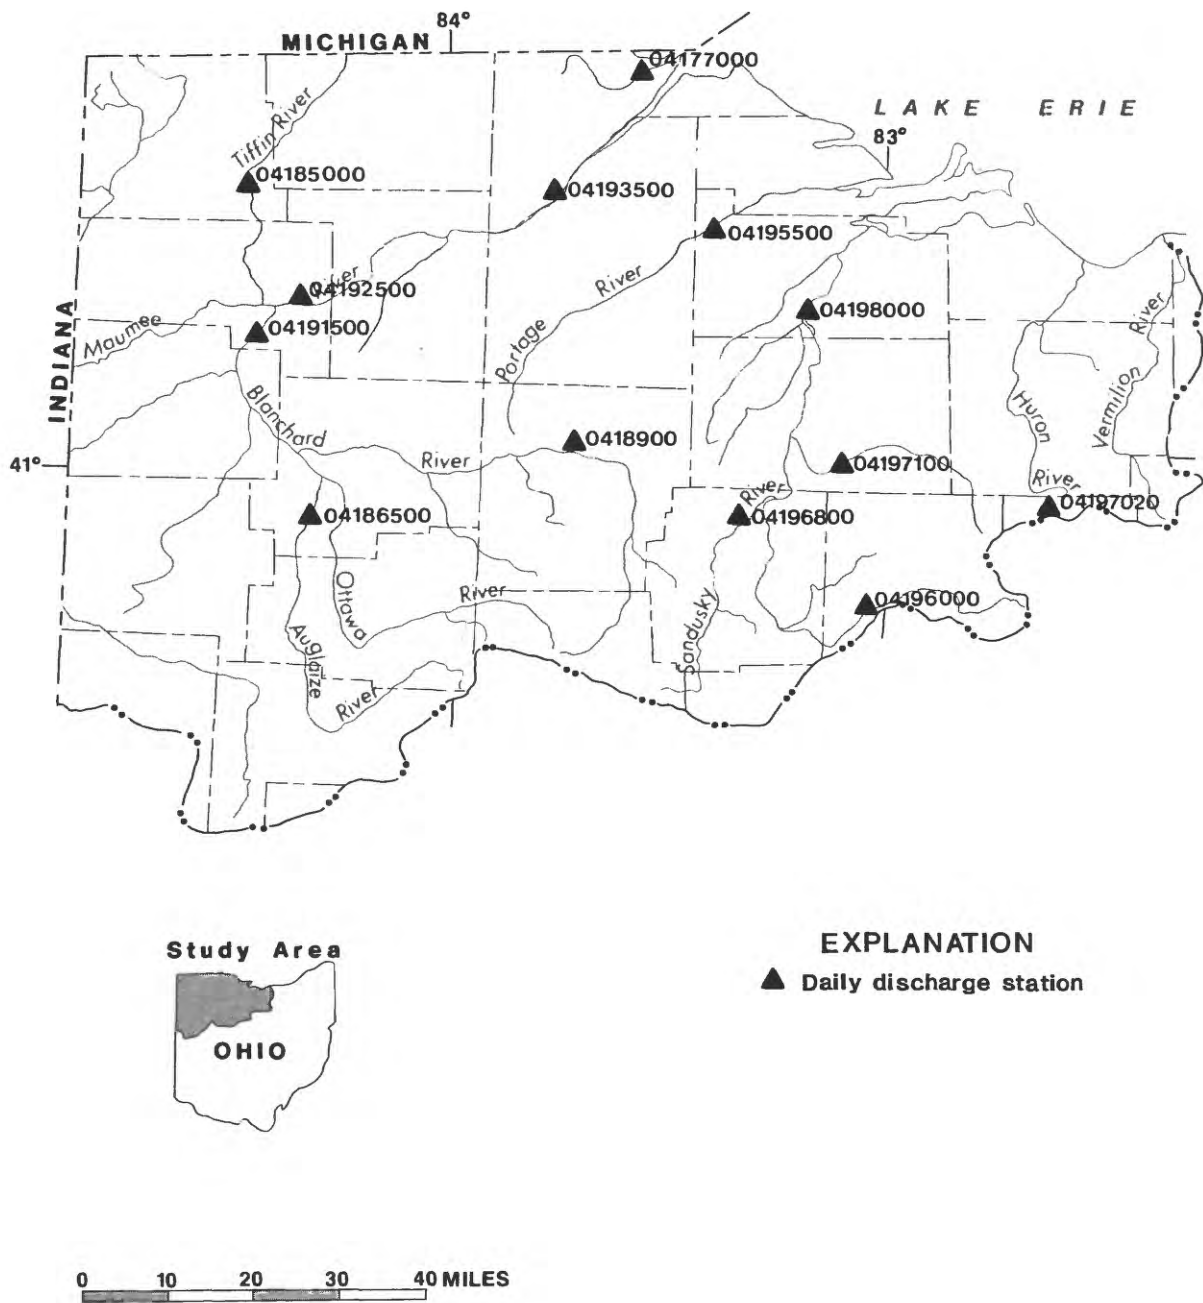 84°
MICHIGAN
04177000
LAKE ERIE
83°
Tiffin River
04185000
04193500
04195500
River
04192500
River
04198000
River
04191500
Maumee
INDIANA
Portage
Blanchard
Huron
Vermilion
0418900
River
41°
04197100
River
River
04197020
04186500
04196800
Ottawa
River
04196000
Auglaize
Sandusky
River
Study Area
OHIO
EXPLANATION
Daily discharge station
0 10 20 30 40 MILES